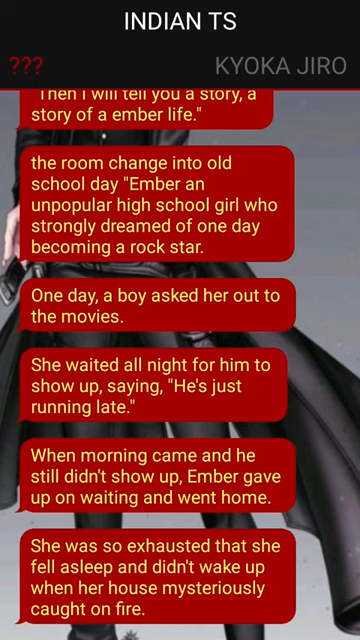 INDIAN TS
???
KYOKA JIRO
"Then I will tell you a story, a
story of a ember life."
the room change into old
school day "Ember an
unpopular high school girl who
strongly dreamed of one day
becoming a rock star.
One day, a boy asked her out to
the movies.
She waited all night for him to
show up, saying, "He's just
running late."
When morning came and he
still didn't show up, Ember gave
up on waiting and went home.
She was so exhausted that she
fell asleep and didn't wake up
when her house mysteriously
caught on fire.